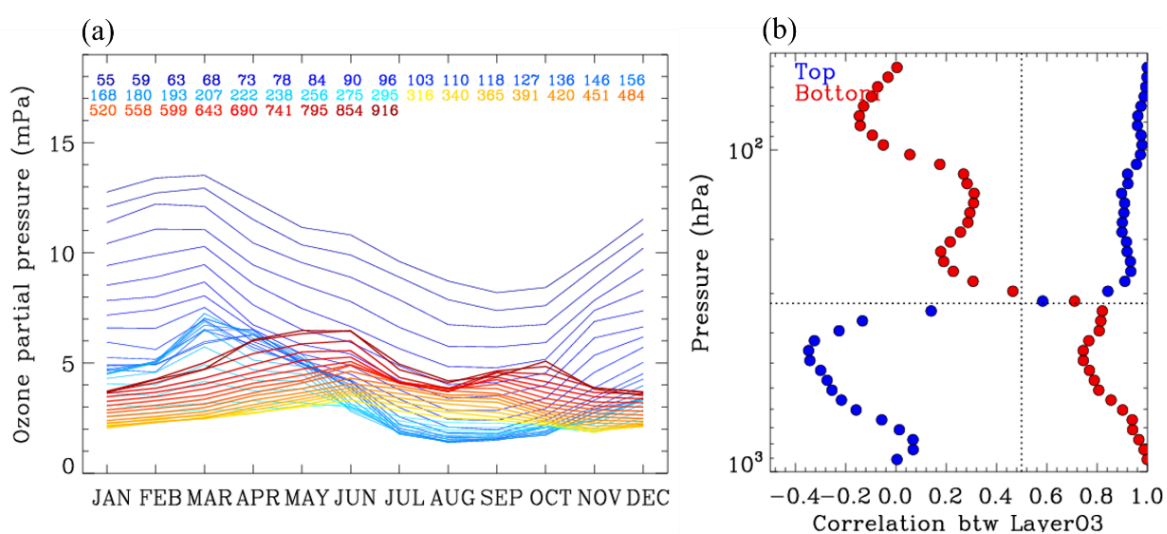 (a)
55 59 63 68 73 78 84 90 96 103 110 118 127 136 146 156
168 180 193 207 222 238 256 275 295 316 340 365 391 420 451 484
520 558 599 643 690 741 795 854 916
Ozone partial pressure (mPa)
15
10
5
0
JAN FEB MAR APR MAY JUN JUL AUG SEP OCT NOV DEC
(b)
Top
Bottom
Pressure (hPa)
10²
10³
-0.4 -0.2 0.0 0.2 0.4 0.6 0.8 1.0
Correlation btw LayerO3